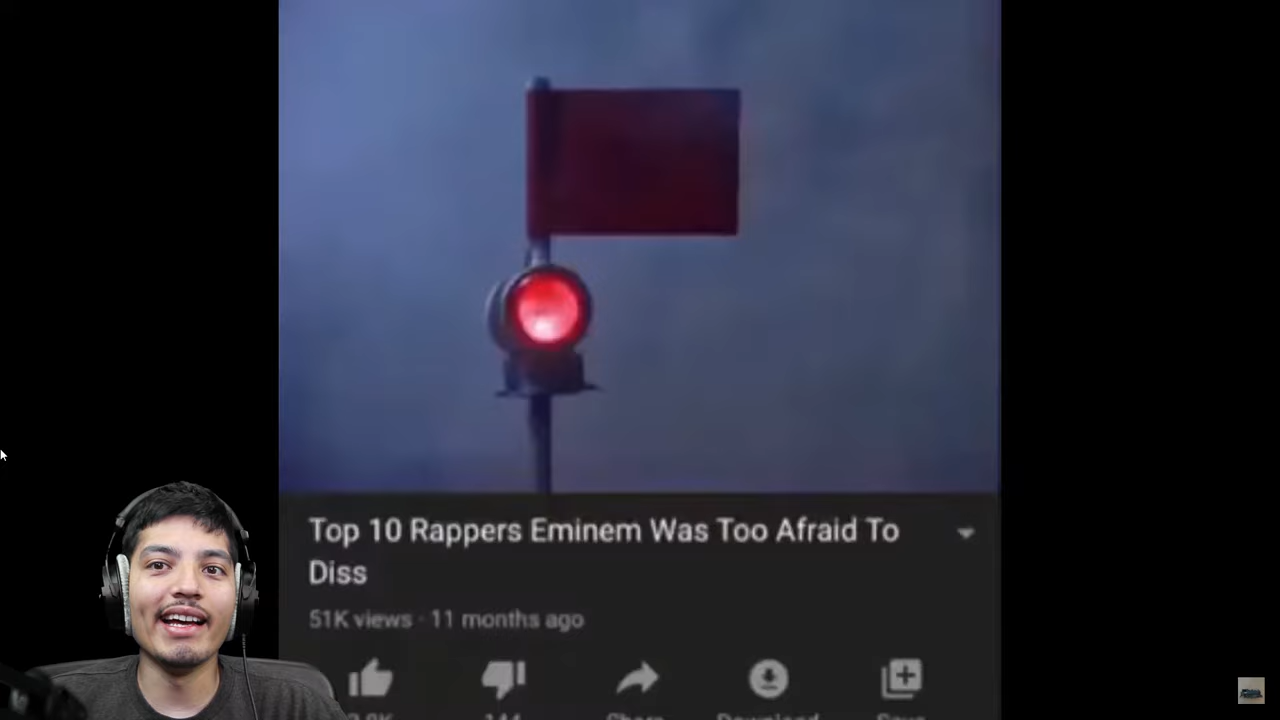 Top 10 Rappers Eminem Was Too Afraid To
Diss
51K views · 11 months ago